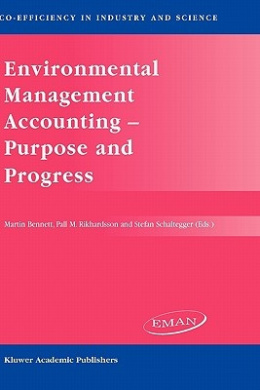 CO-EFFICIENCY IN INDUSTRY AND SCIENCE
Environmental
Management
Accounting –
Purpose and
Progress
Martin Bennett, Pall M. Rikhardsson and Stefan Schaltegger (Eds.)
EMAN
Kluwer Academic Publishers